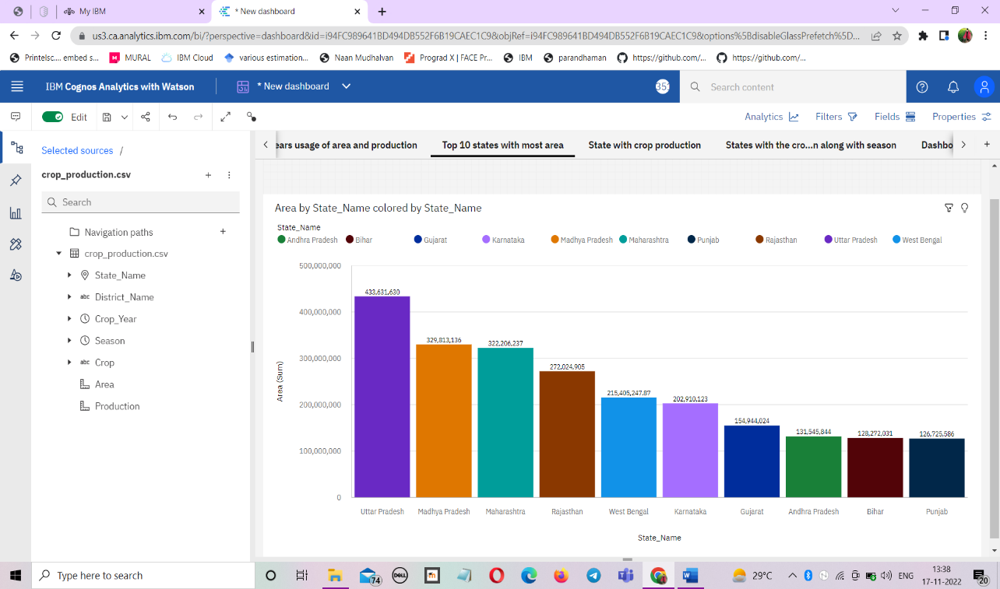 My IBM
* New dashboard
us3.ca.analytics.ibm.com/bi/?perspective=dashboard&id=i94FC989641BD494DB5E2F6B19CAEC1C9&objRef=i94FC989641BD494DB5E2F6B19CAEC1C9&options%5BdisableGlassPrefetch%5D...
Printelsc.... embed s...
MURAL
IBM Cloud
various estimation...
Naan Mudhalvan
Prograd x | FACE Pr...
IBM
parandhaman
https://github.com/...
https://github.com/...
IBM Cognos Analytics with Watson
* New dashboard
Search content
Edit
Analytics
Filters
Fields
Properties
Selected sources /
ears usage of area and production
Top 10 states with most area
State with crop production
States with the cro...n along with season
Dashbo
crop_production.csv
Search
Navigation paths
crop_production.csv
State_Name
District_Name
Crop_Year
Season
Crop
Area
Production
abc
abc
Area by State_Name colored by State_Name
State_Name
Andhra Pradesh
Bihar
Gujarat
Karnataka
Madhya Pradesh
Maharashtra
Punjab
Rajasthan
Uttar Pradesh
West Bengal
500,000,000
400,000,000
300,000,000
200,000,000
100,000,000
0
Area (Sum)
433,631,630
329,813,136
322,206,237
272,024,905
215,405,247.87
202,910,123
154,944,024
131,545,844
128,272,031
126,725,586
Uttar Pradesh
Madhya Pradesh
Maharashtra
Rajasthan
West Bengal
Karnataka
Gujarat
Andhra Pradesh
Bihar
Punjab
State_Name
Type here to search
74
DELL
29°C
ENG
13:38
17-11-2022
20